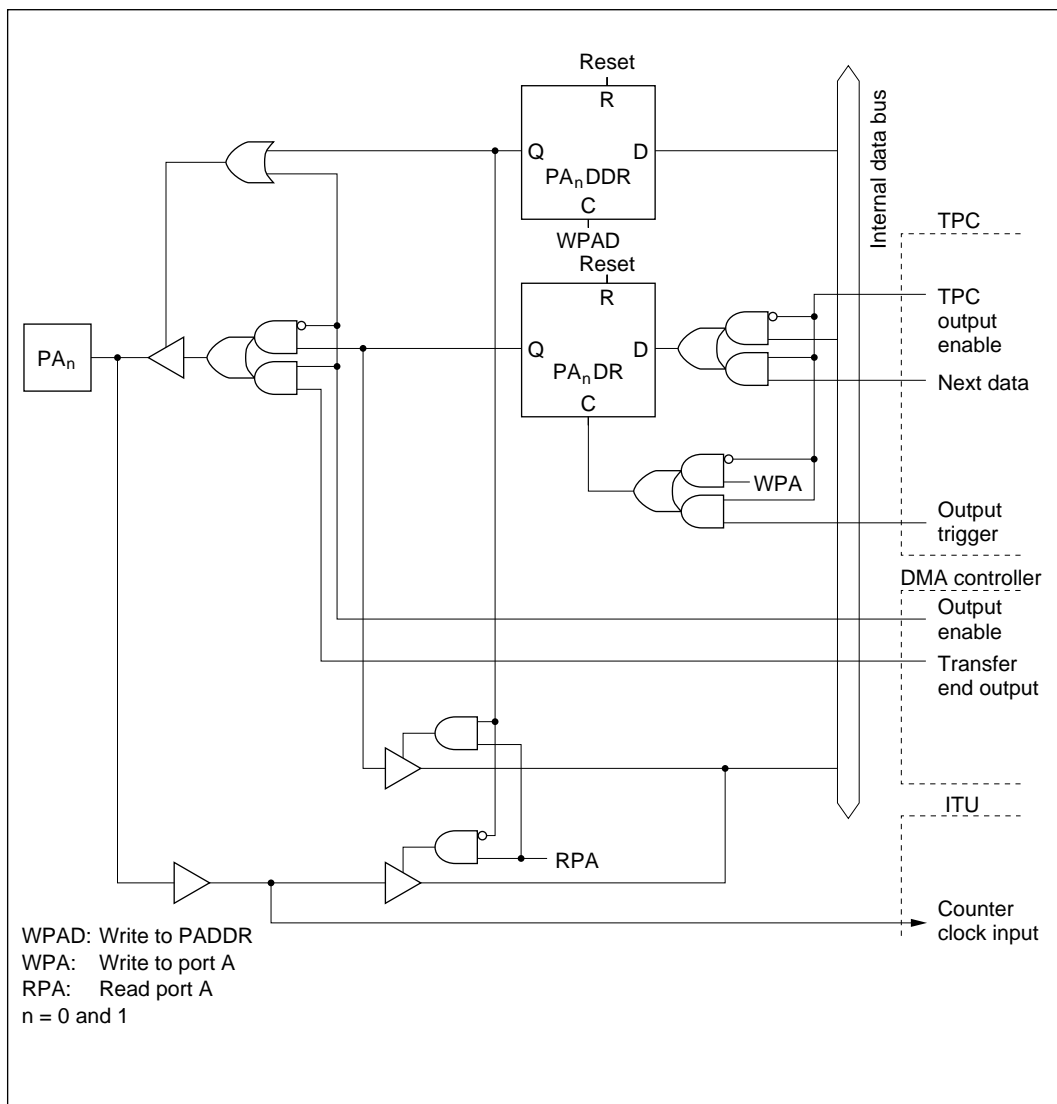 Reset
R
Q
D
PAnDDR
C
WPAD
Internal data bus
TPC
Reset
R
TPC
output
enable
PAn
Q
D
PAnDR
C
Next data
WPA
Output
trigger
DMA controller
Output
enable
Transfer
end output
ITU
RPA
Counter
clock input
WPAD: Write to PADDR
WPA: Write to port A
RPA: Read port A
n = 0 and 1